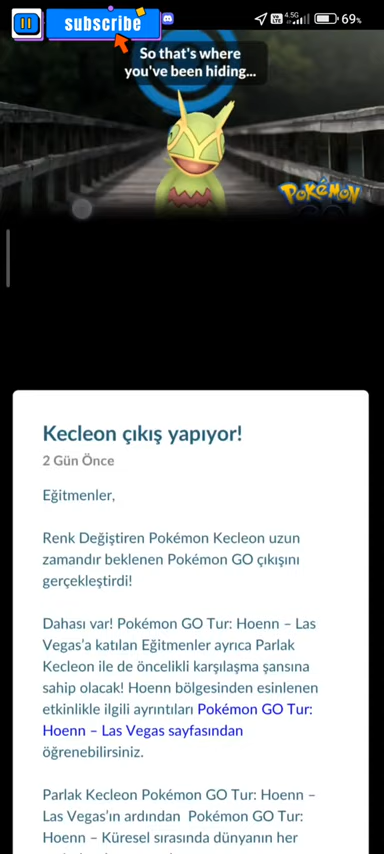 subscribe
4.5G
69%
So that's where
you've been hiding...
POKÉMON
GO
Kecleon çıkış yapıyor!
2 Gün Önce
Eğitmenler,
Renk Değiştiren Pokémon Kecleon uzun
zamandır beklenen Pokémon GO çıkışını
gerçekleştirdi!
Dahası var! Pokémon GO Tur: Hoenn – Las
Vegas'a katılan Eğitmenler ayrıca Parlak
Kecleon ile de öncelikli karşılaşma şansına
sahip olacak! Hoenn bölgesinden esinlenen
etkinlikle ilgili ayrıntıları Pokémon GO Tur:
Hoenn – Las Vegas sayfasından
öğrenebilirsiniz.
Parlak Kecleon Pokémon GO Tur: Hoenn –
Las Vegas'ın ardından Pokémon GO Tur:
Hoenn – Küresel sırasında dünyanın her